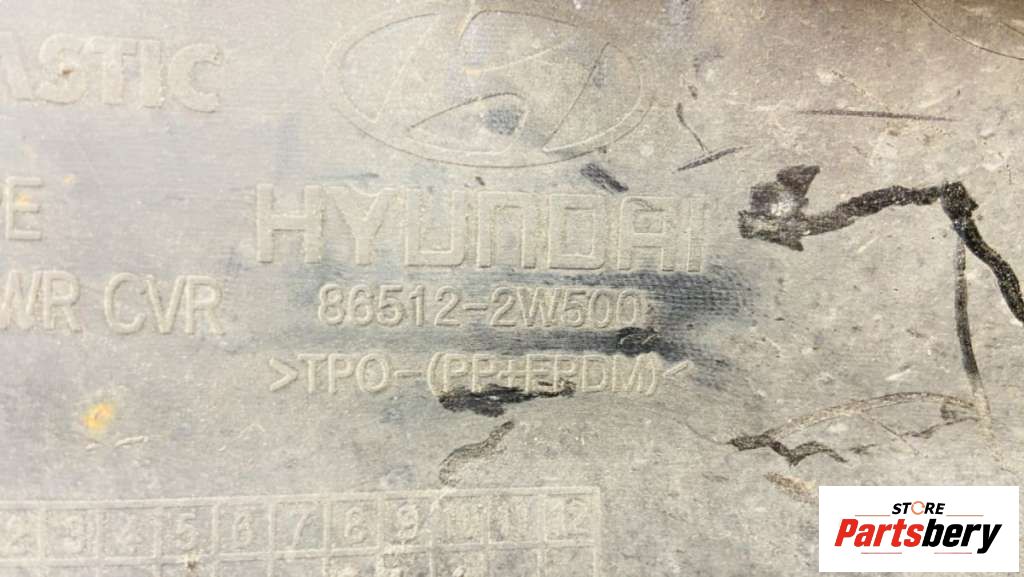 ASTIC
HYUNDAI
E
WR CVR
86512-2W500
>TPO-(PP+EPDM)<
2 3 4 5 6 7 8 9 10 11 12
STORE
Partsbery